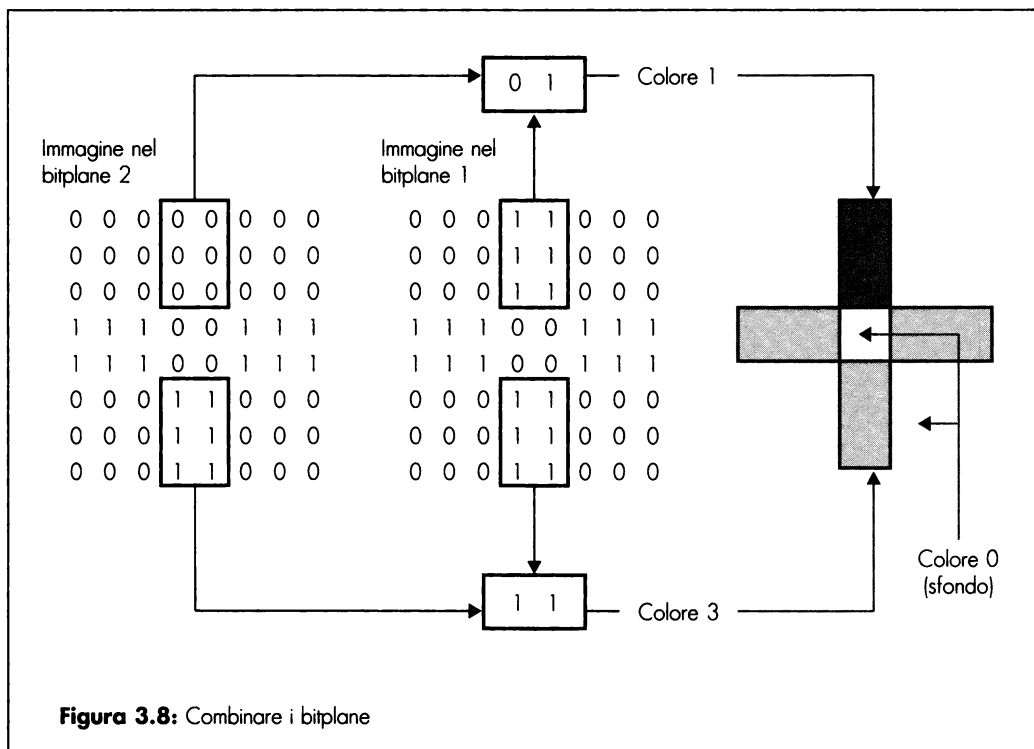 0 1
Colore 1
Immagine nel
bitplane 2
Immagine nel
bitplane 1
0 0 0 0 0 0 0 0
0 0 0 0 0 0 0 0
0 0 0 0 0 0 0 0
1 1 1 0 0 1 1 1
1 1 1 0 0 1 1 1
0 0 0 1 1 0 0 0
0 0 0 1 1 0 0 0
0 0 0 1 1 0 0 0
0 0 0 1 1 0 0 0
0 0 0 1 1 0 0 0
0 0 0 1 1 0 0 0
1 1 1 0 0 1 1 1
1 1 1 0 0 1 1 1
0 0 0 1 1 0 0 0
0 0 0 1 1 0 0 0
0 0 0 1 1 0 0 0
Colore 0
(sfondo)
1 1
Colore 3
Figura 3.8: Combinare i bitplane